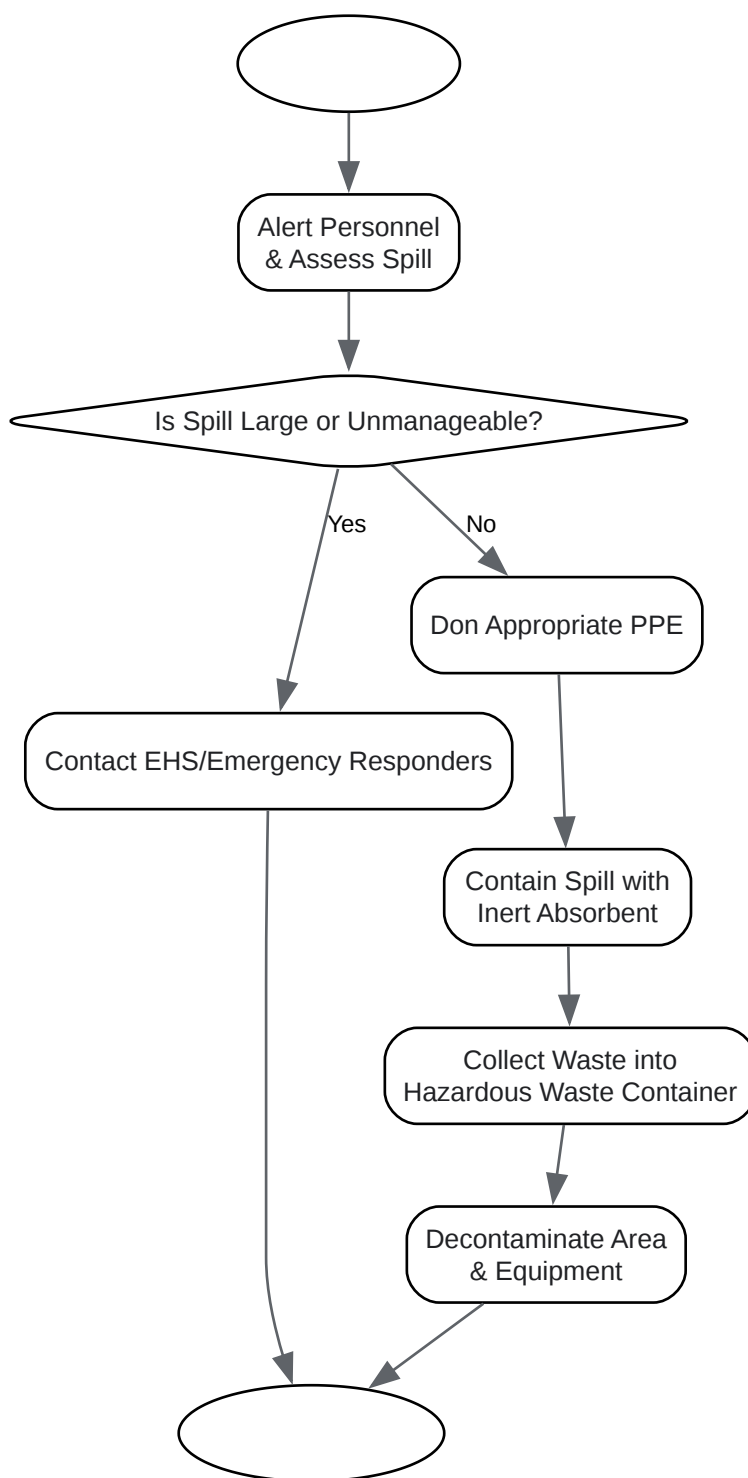 Alert Personnel
& Assess Spill
Is Spill Large or Unmanageable?
Yes
No
Don Appropriate PPE
Contact EHS/Emergency Responders
Contain Spill with
Inert Absorbent
Collect Waste into
Hazardous Waste Container
Decontaminate Area
& Equipment